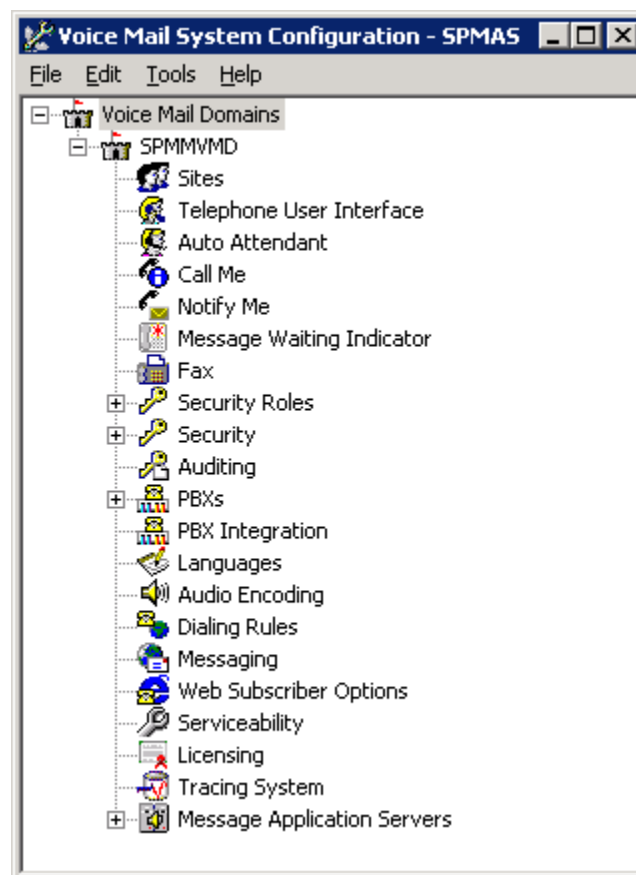 Voice Mail System Configuration - SPMAS
File Edit Tools Help
Voice Mail Domains
SPMMVMD
Sites
Telephone User Interface
Auto Attendant
Call Me
Notify Me
Message Waiting Indicator
Fax
Security Roles
Security
Auditing
PBXs
PBX Integration
Languages
Audio Encoding
Dialing Rules
Messaging
Web Subscriber Options
Serviceability
Licensing
Tracing System
Message Application Servers